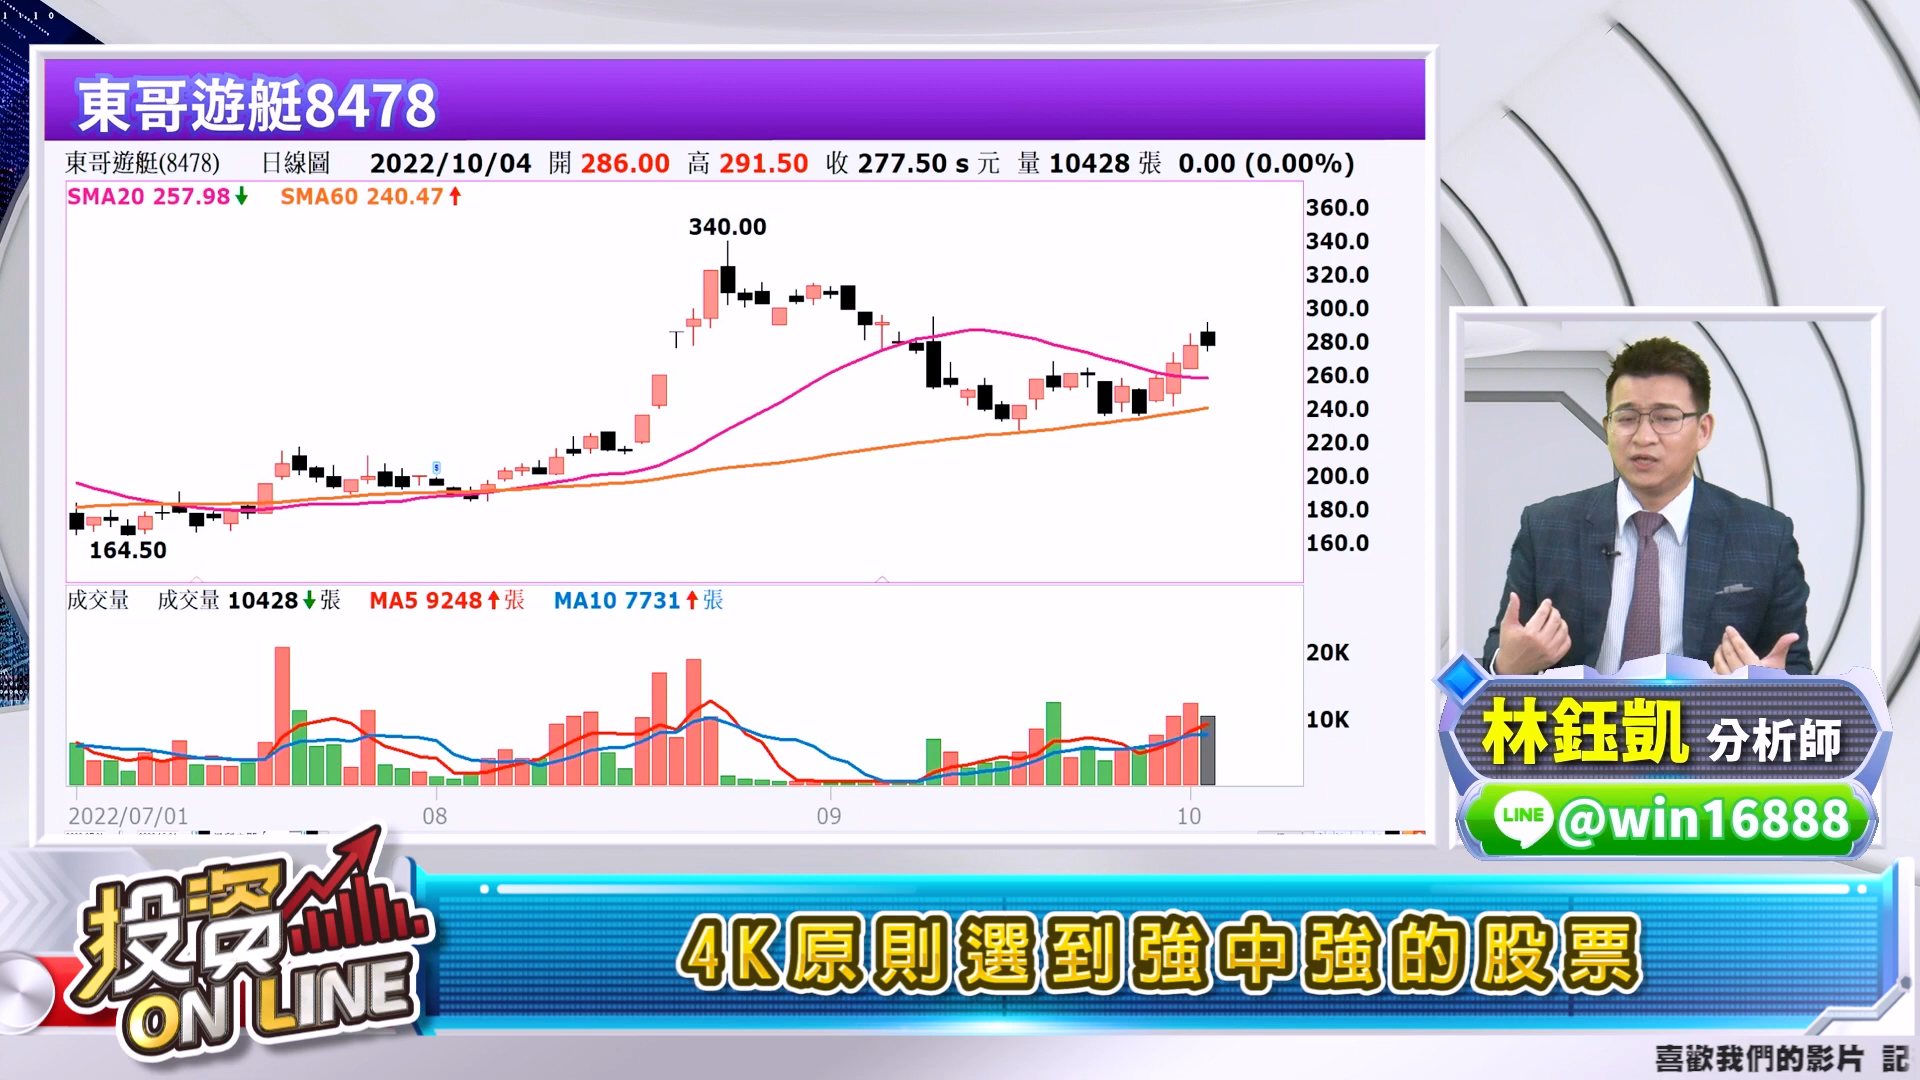 東哥遊艇8478
東哥遊艇(8478) 日線圖 2022/10/04 開 286.00 高 291.50 收 277.50 s 元 量 10428 張 0.00 (0.00%)
SMA20 257.98↓ SMA60 240.47↑
340.00
164.50
360.0
340.0
320.0
300.0
280.0
260.0
240.0
220.0
200.0
180.0
160.0
成交量 成交量 10428↓張 MA5 9248↑張 MA10 7731↑張
20K
10K
2022/07/01 08 09 10
林鈺凱 分析師
LINE @win16888
投資
ON LINE
4K原則選到強中強的股票
喜歡我們的影片 記